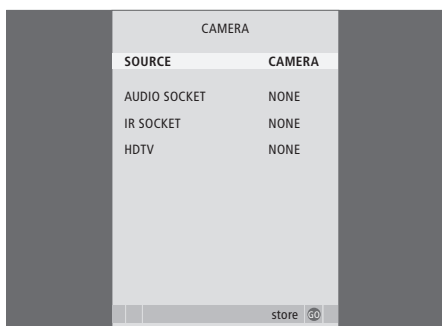 CAMERA
SOURCE CAMERA
AUDIO SOCKET NONE
IR SOCKET NONE
HDTV NONE
store GO